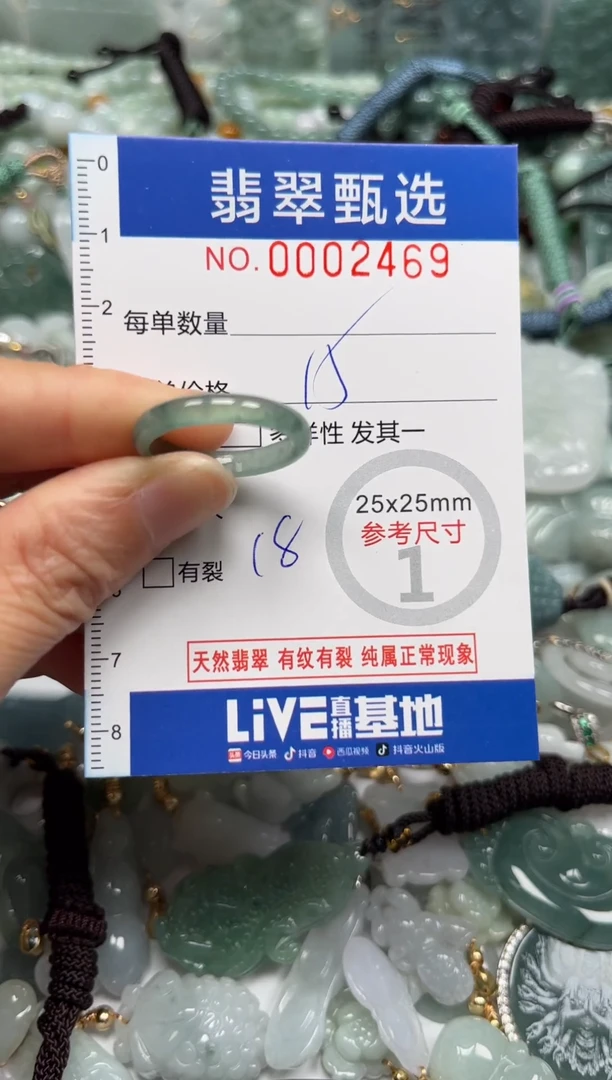 0
翡翠甄选
1
NO.0002469
2
每单数量
价格 15
样性 发其一
25x25mm
参考尺寸
1
18
有裂
7
天然翡翠 有纹有裂 纯属正常现象
8
LiVE直播基地
头条 今日头条 抖音 西瓜视频 抖音火山版